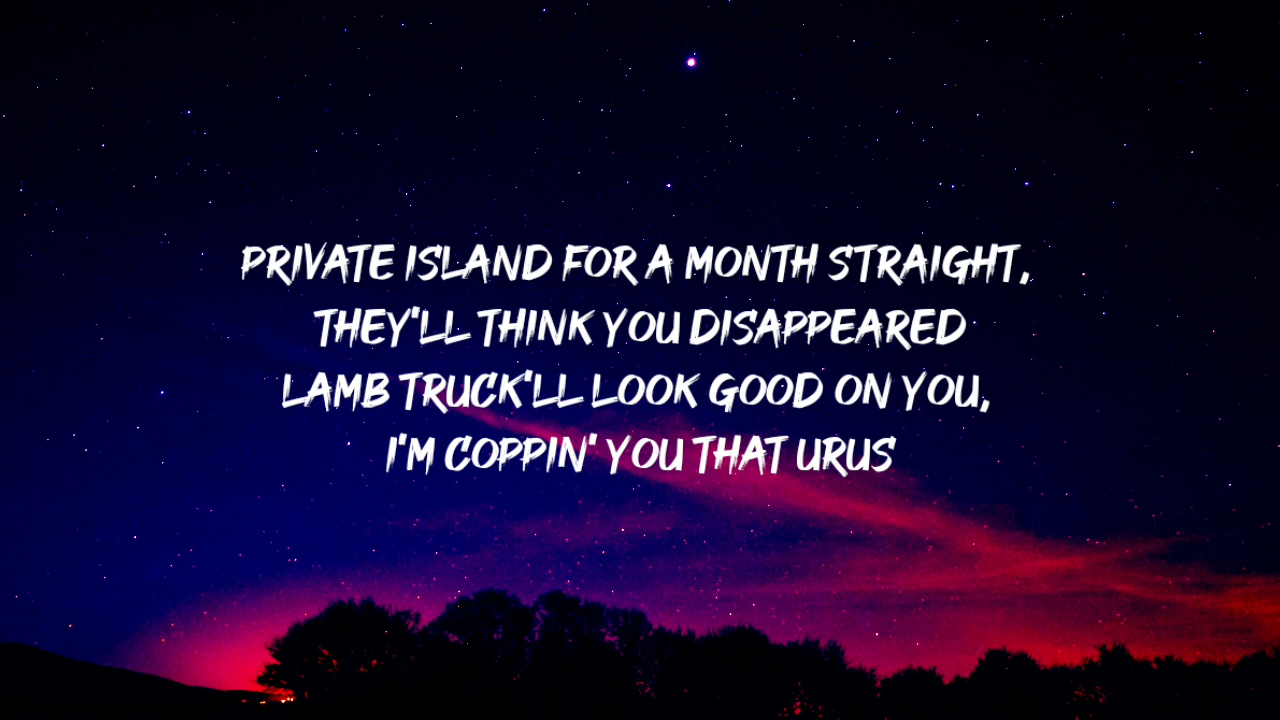 PRIVATE ISLAND FOR A MONTH STRAIGHT,
THEY'LL THINK YOU DISAPPEARED
LAMB TRUCK'LL LOOK GOOD ON YOU,
I'M COPPIN' YOU THAT URUS